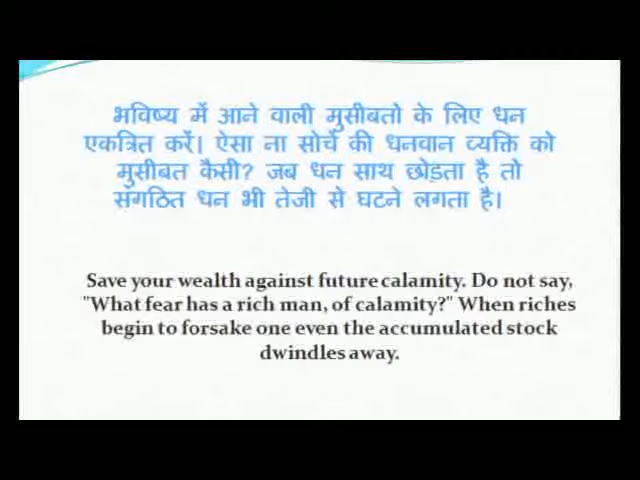 भविष्य में आने वाली मुसीबतो के लिए धन
एकत्रित करें। ऐसा ना सोचें की धनवान व्यक्ति को
मुसीबत कैसी? जब धन साथ छोड़ता है तो
संगठित धन भी तेजी से घटने लगता है।
Save your wealth against future calamity. Do not say,
"What fear has a rich man, of calamity?" When riches
begin to forsake one even the accumulated stock
dwindles away.